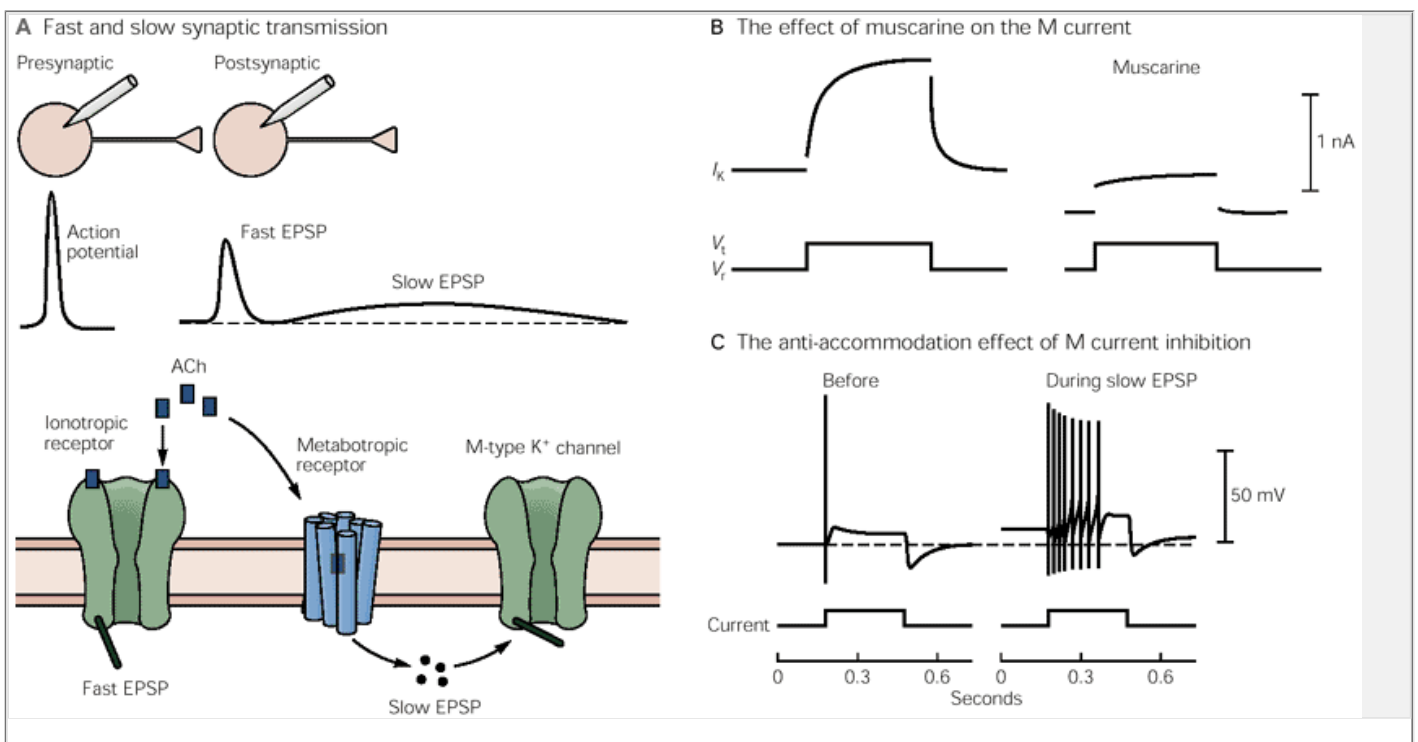 A Fast and slow synaptic transmission
Presynaptic
Postsynaptic
Action
potential
Fast EPSP
Slow EPSP
ACh
Ionotropic
receptor
Metabotropic
receptor
M-type K⁺ channel
Fast EPSP
Slow EPSP
B The effect of muscarine on the M current
Muscarine
1 nA
I_K
V_t
V_r
C The anti-accommodation effect of M current inhibition
Before
During slow EPSP
50 mV
Current
0 0.3 0.6 0 0.3 0.6
Seconds